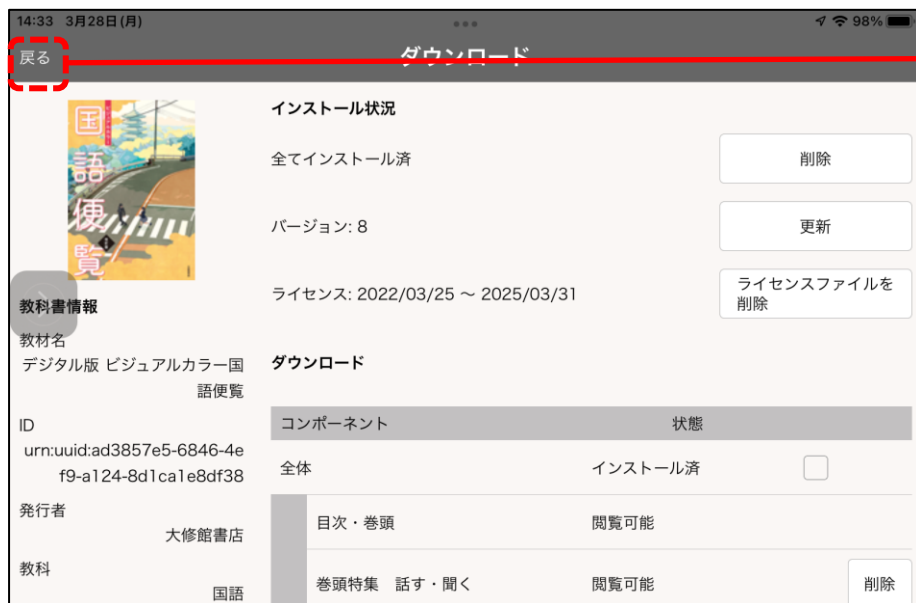 14:33 3月28日(月)
98%
戻る
ダウンロード
国語便覧
インストール状況
全てインストール済
削除
バージョン: 8
更新
ライセンス: 2022/03/25 ～ 2025/03/31
ライセンスファイルを
削除
教科書情報
教材名
デジタル版 ビジュアルカラー国
語便覧
ID
urn:uuid:ad3857e5-6846-4e
f9-a124-8d1ca1e8df38
発行者
大修館書店
教科
国語
ダウンロード
コンポーネント 状態
全体 インストール済
目次・巻頭 閲覧可能
巻頭特集 話す・聞く 閲覧可能 削除